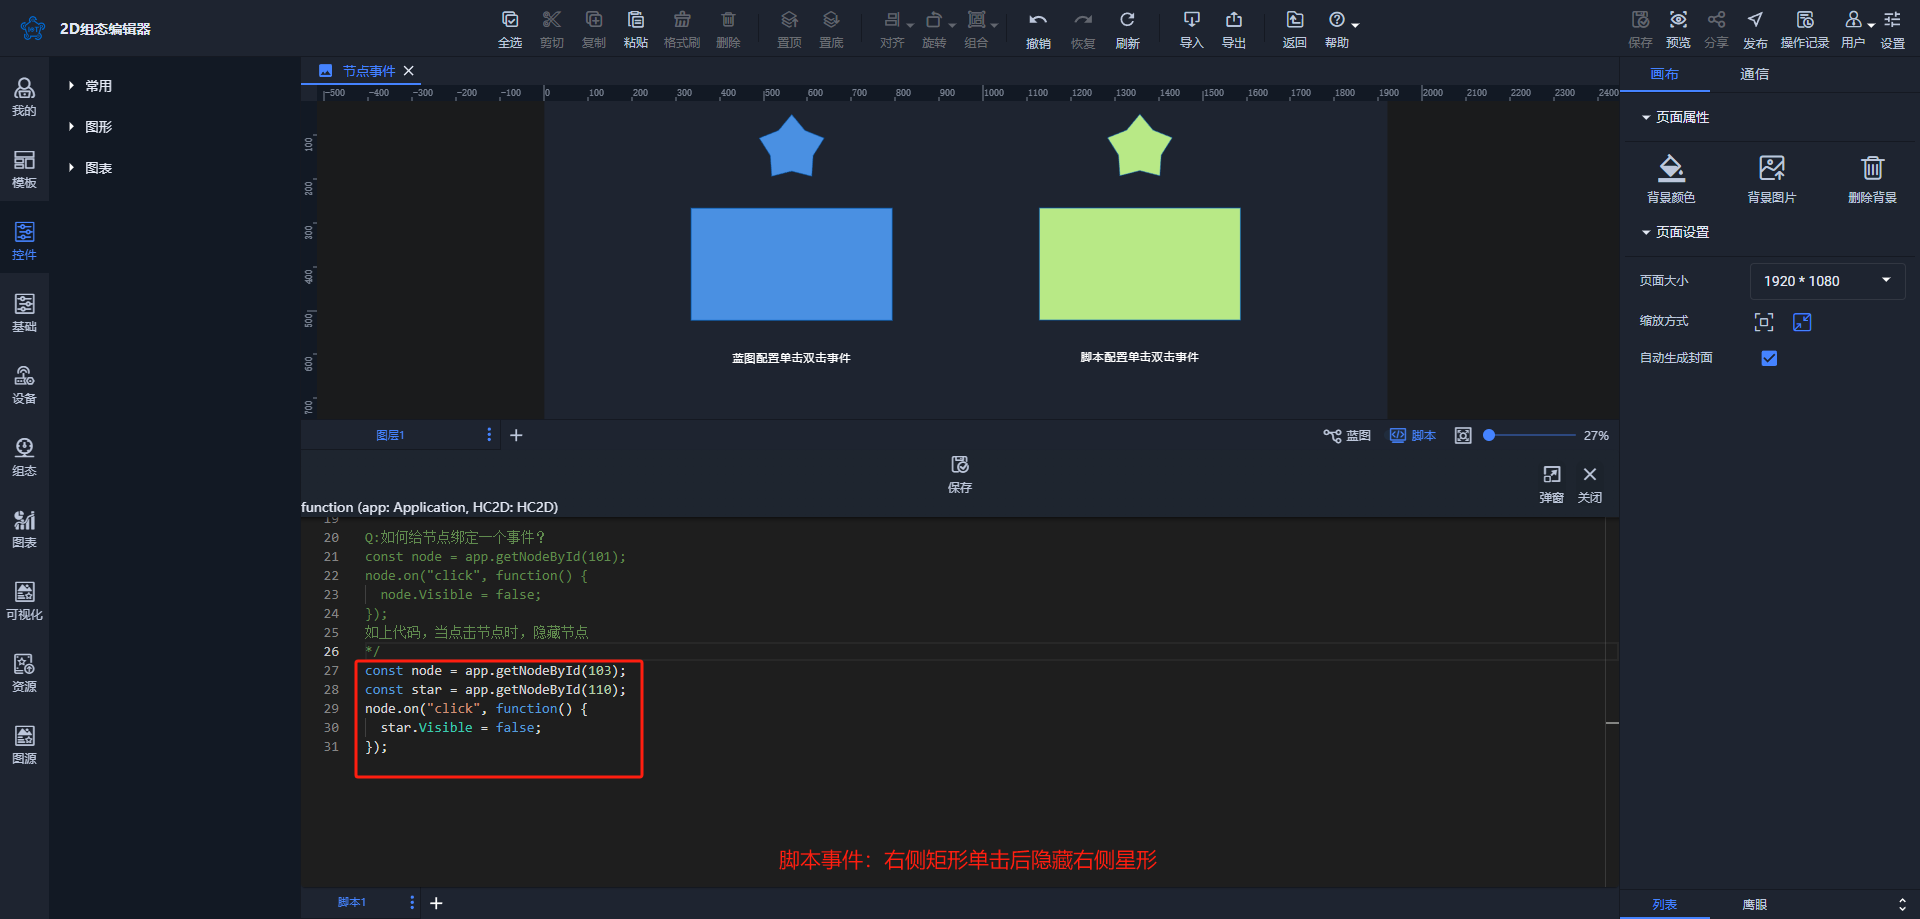 2D组态编辑器
全选 剪切 复制 粘贴 格式刷 删除 置顶 置底 对齐 旋转 组合 撤销 恢复 刷新 导入 导出 返回 帮助 保存 预览 分享 发布 操作记录 用户 设置
我的
模板
控件
基础
设备
组态
图表
可视化
资源
图源
常用
图形
图表
节点事件
-500 -400 -300 -200 -100 0 100 200 300 400 500 600 700 800 900 1000 1100 1200 1300 1400 1500 1600 1700 1800 1900 2000 2100 2200 2300 2400
100
200
300
400
500
600
700
蓝图配置单击双击事件
脚本配置单击双击事件
图层1
蓝图 脚本 27%
保存
弹窗 关闭
function (app: Application, HC2D: HC2D)
19
20 Q:如何给节点绑定一个事件?
21 const node = app.getNodeById(101);
22 node.on("click", function() {
23 node.Visible = false;
24 });
25 如上代码，当点击节点时，隐藏节点
26 */
27 const node = app.getNodeById(103);
28 const star = app.getNodeById(110);
29 node.on("click", function() {
30 star.Visible = false;
31 });
脚本事件：右侧矩形单击后隐藏右侧星形
脚本1
画布 通信
页面属性
背景颜色 背景图片 删除背景
页面设置
页面大小 1920 * 1080
缩放方式
自动生成封面
列表 鹰眼